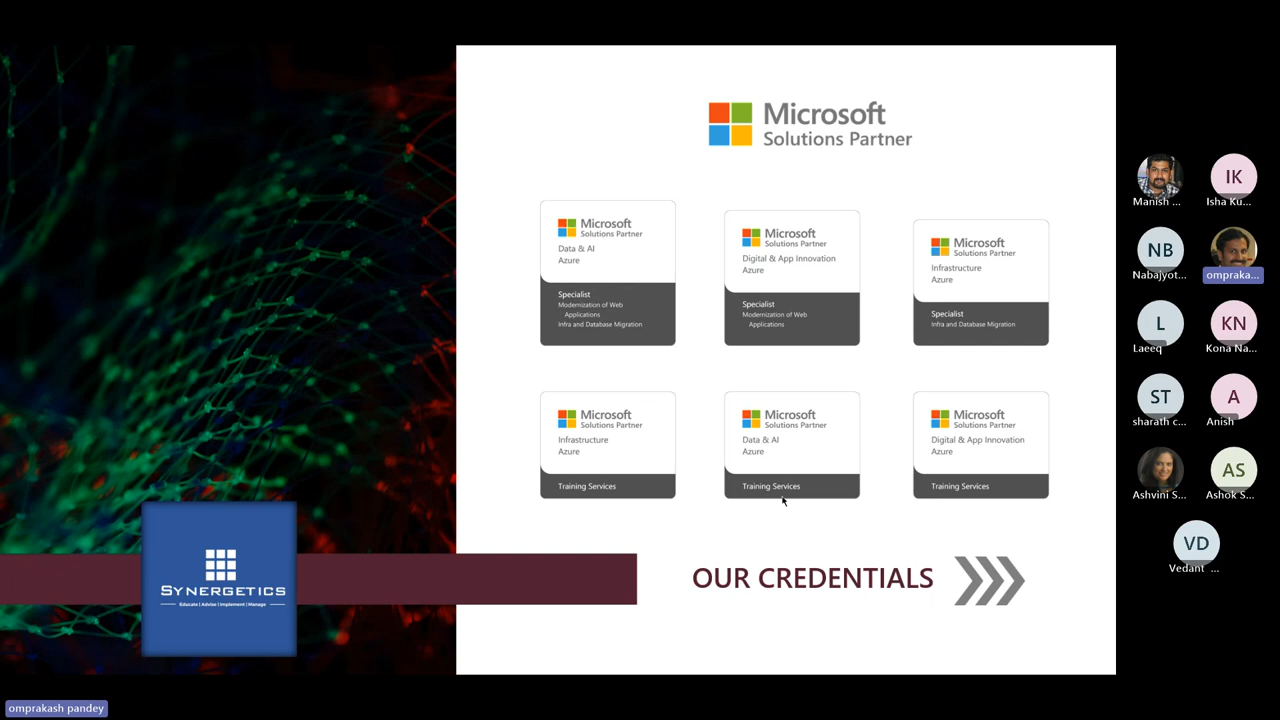 Microsoft
Solutions Partner
Microsoft
Solutions Partner
Data & AI
Azure
Specialist
Modernization of Web
Applications
Infra and Database Migration
Microsoft
Solutions Partner
Digital & App Innovation
Azure
Specialist
Modernization of Web
Applications
Microsoft
Solutions Partner
Infrastructure
Azure
Specialist
Infra and Database Migration
Microsoft
Solutions Partner
Infrastructure
Azure
Training Services
Microsoft
Solutions Partner
Data & AI
Azure
Training Services
Microsoft
Solutions Partner
Digital & App Innovation
Azure
Training Services
SYNERGETICS
Educate | Advise | Implement | Manage
OUR CREDENTIALS
Manish ...
IK
Isha Ku...
NB
Nabajyot...
ompraka...
L
Laeeq
KN
Kona Na...
ST
sharath c...
A
Anish
Ashvini S...
AS
Ashok S...
VD
Vedant ...
omprakash pandey